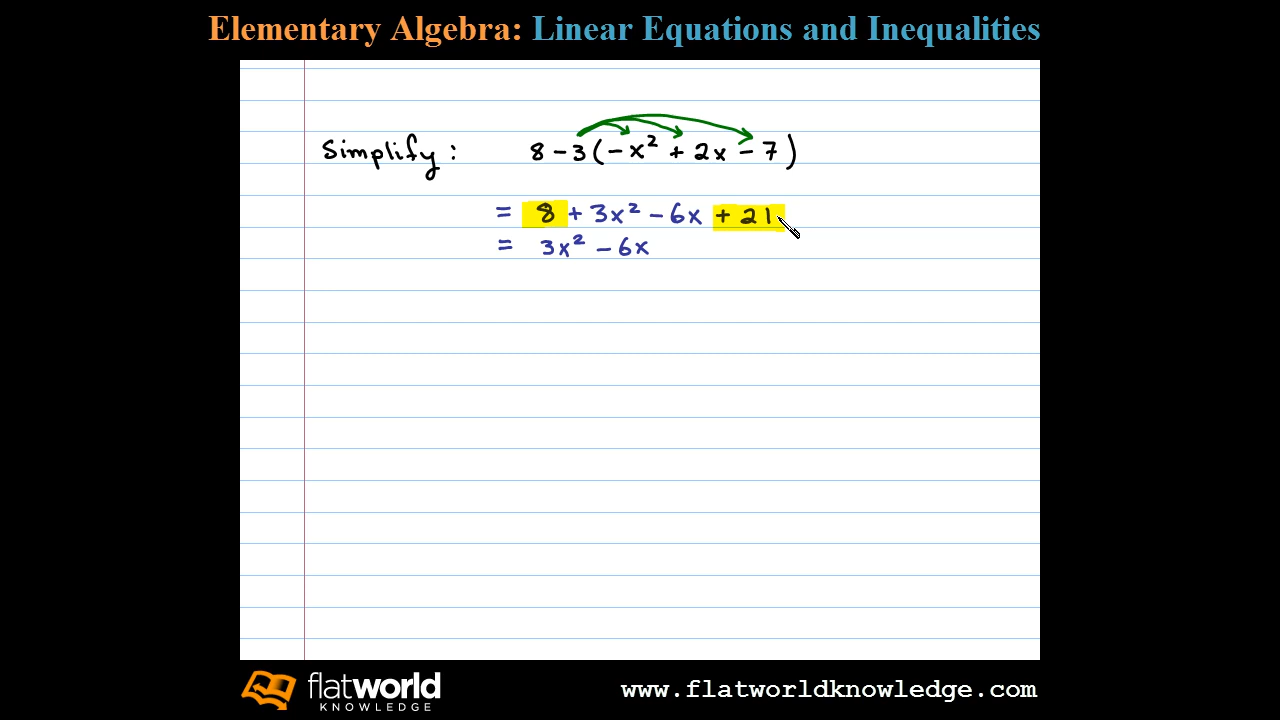 Elementary Algebra: Linear Equations and Inequalities
Simplify: 8 - 3(-x² + 2x - 7)
= 8 + 3x² - 6x + 21
= 3x² - 6x
flatworld
KNOWLEDGE
www.flatworldknowledge.com